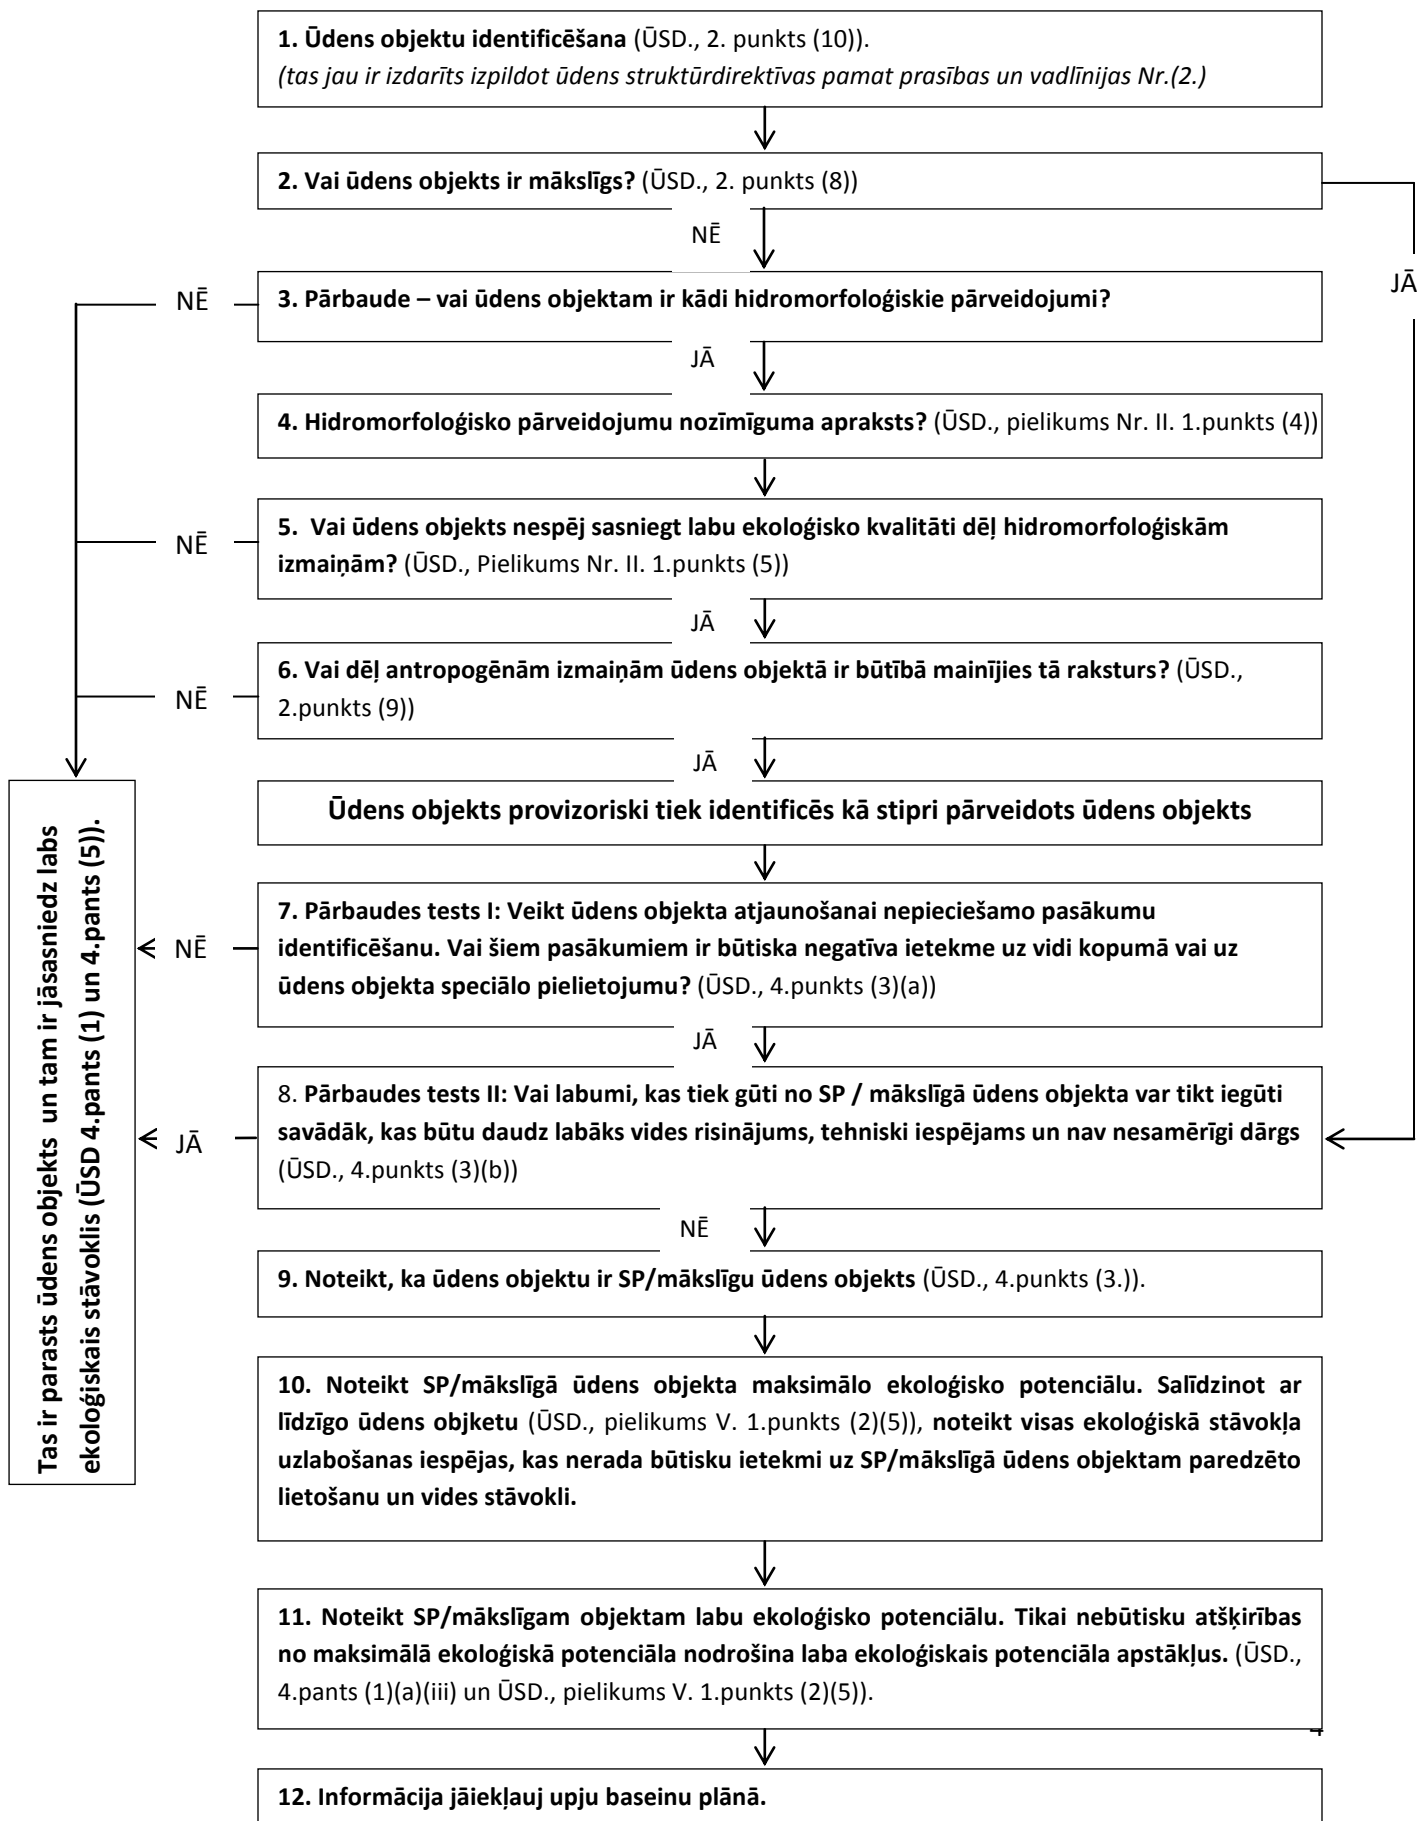 1. Ūdens objektu identificēšana (ŪSD., 2. punkts (10)).
(tas jau ir izdarīts izpildot ūdens struktūrdirektīvas pamat prasības un vadlīnijas Nr.(2.)
2. Vai ūdens objekts ir mākslīgs? (ŪSD., 2. punkts (8))
NĒ
JĀ
3. Pārbaude – vai ūdens objektam ir kādi hidromorfoloģiskie pārveidojumi?
NĒ
JĀ
4. Hidromorfoloģisko pārveidojumu nozīmīguma apraksts? (ŪSD., pielikums Nr. II. 1.punkts (4))
5. Vai ūdens objekts nespēj sasniegt labu ekoloģisko kvalitāti dēļ hidromorfoloģiskām
izmaiņām? (ŪSD., Pielikums Nr. II. 1.punkts (5))
NĒ
JĀ
6. Vai dēļ antropogēnām izmaiņām ūdens objektā ir būtībā mainījies tā raksturs? (ŪSD.,
2.punkts (9))
NĒ
JĀ
Ūdens objekts provizoriski tiek identificēs kā stipri pārveidots ūdens objekts
7. Pārbaudes tests I: Veikt ūdens objekta atjaunošanai nepieciešamo pasākumu
identificēšanu. Vai šiem pasākumiem ir būtiska negatīva ietekme uz vidi kopumā vai uz
ūdens objekta speciālo pielietojumu? (ŪSD., 4.punkts (3)(a))
NĒ
JĀ
8. Pārbaudes tests II: Vai labumi, kas tiek gūti no SP / mākslīgā ūdens objekta var tikt iegūti
savādāk, kas būtu daudz labāks vides risinājums, tehniski iespējams un nav nesamērīgi dārgs
(ŪSD., 4.punkts (3)(b))
JĀ
NĒ
Tas ir parasts ūdens objekts un tam ir jāsasniedz labs
ekoloģiskais stāvoklis (ŪSD 4.pants (1) un 4.pants (5)).
9. Noteikt, ka ūdens objektu ir SP/mākslīgu ūdens objekts (ŪSD., 4.punkts (3.)).
10. Noteikt SP/mākslīgā ūdens objekta maksimālo ekoloģisko potenciālu. Salīdzinot ar
līdzīgo ūdens objketu (ŪSD., pielikums V. 1.punkts (2)(5)), noteikt visas ekoloģiskā stāvokļa
uzlabošanas iespējas, kas nerada būtisku ietekmi uz SP/mākslīgā ūdens objektam paredzēto
lietošanu un vides stāvokli.
11. Noteikt SP/mākslīgam objektam labu ekoloģisko potenciālu. Tikai nebūtisku atšķirības
no maksimālā ekoloģiskā potenciāla nodrošina laba ekoloģiskais potenciāla apstākļus. (ŪSD.,
4.pants (1)(a)(iii) un ŪSD., pielikums V. 1.punkts (2)(5)).
12. Informācija jāiekļauj upju baseinu plānā.